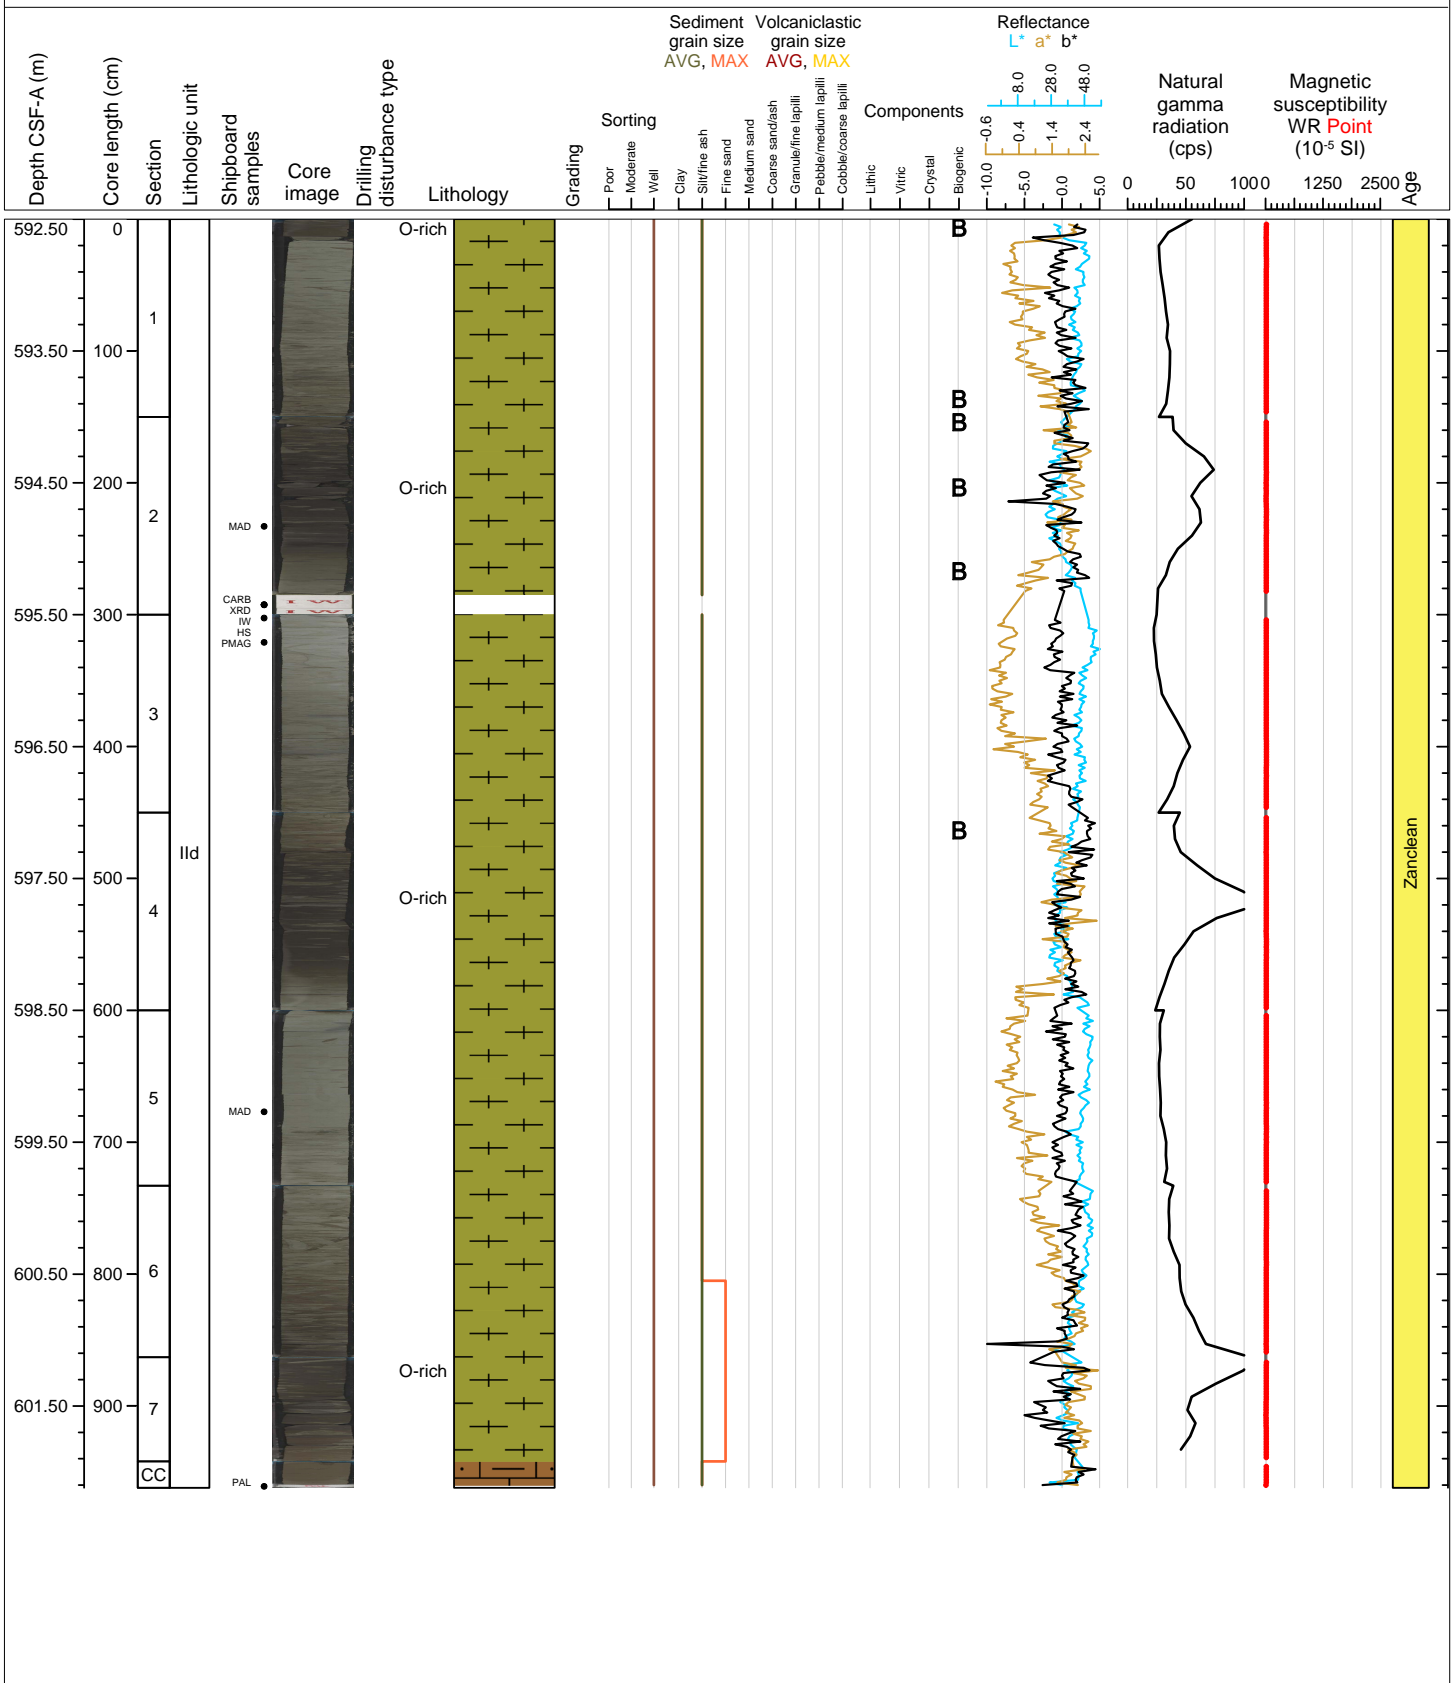 Depth CSF-A (m)
Core length (cm)
Section
Lithologic unit
Shipboard
samples
Core
image
Drilling
disturbance type
Lithology
Grading
Sorting
Poor
Moderate
Well
Sediment
grain size
AVG, MAX
Volcaniclastic
grain size
AVG, MAX
Clay
Silt/fine ash
Fine sand
Medium sand
Coarse sand/ash
Granule/fine lapilli
Pebble/medium lapilli
Cobble/coarse lapilli
Components
Lithic
Vitric
Crystal
Biogenic
Reflectance
L* a* b*
8.0 28.0 48.0
-0.6 0.4 1.4 2.4
-10.0 -5.0 0.0 5.0
Natural
gamma
radiation
(cps)
0 50 100
Magnetic
susceptibility
WR Point
(10-5 SI)
0 1250 2500
Age
592.50 0 O-rich B
1
593.50 100
B
B
594.50 200 O-rich B
2
MAD
B
CARB
XRD
IW
HS
PMAG
I W
I W
595.50 300
3
596.50 400
B
IId
Zanclean
597.50 500
O-rich
4
598.50 600
5
MAD
599.50 700
6
600.50 800
O-rich
7
601.50 900
CC
PAL